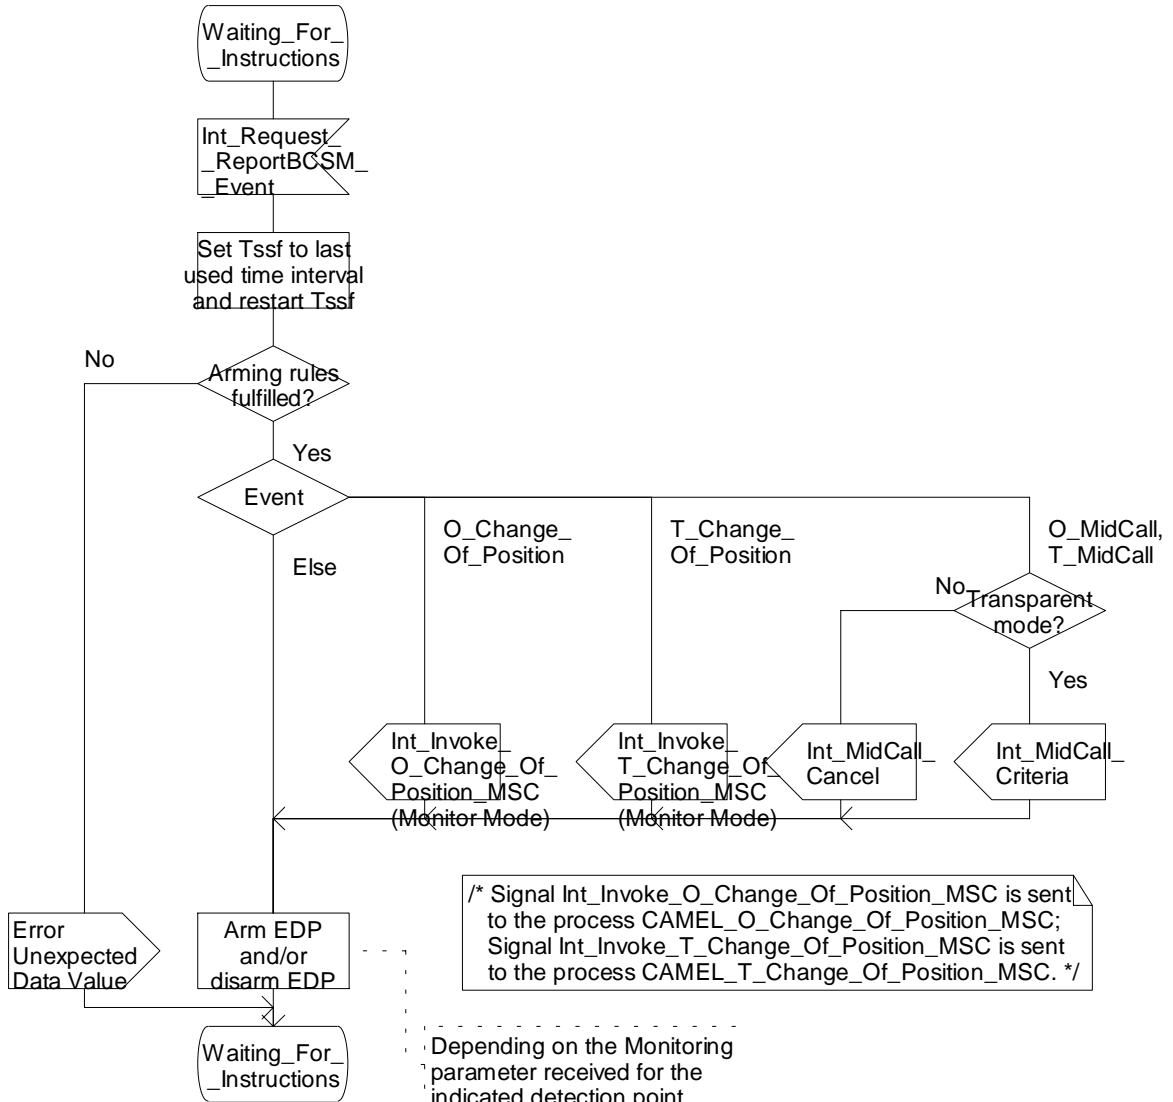 Waiting_For_
_Instructions
Int_Request_
_ReportBCSM_
_Event
Set Tssf to last
used time interval
and restart Tssf
No
Arming rules
fulfilled?
Yes
Event
O_Change_
Of_Position
T_Change_
Of_Position
O_MidCall,
T_MidCall
Else
No
Transparent
mode?
Yes
Int_Invoke_
O_Change_Of_
Position_MSC
(Monitor Mode)
Int_Invoke_
T_Change_Of_
Position_MSC
(Monitor Mode)
Int_MidCall_
Cancel
Int_MidCall_
Criteria
/* Signal Int_Invoke_O_Change_Of_Position_MSC is sent
to the process CAMEL_O_Change_Of_Position_MSC;
Signal Int_Invoke_T_Change_Of_Position_MSC is sent
to the process CAMEL_T_Change_Of_Position_MSC. */
Error
Unexpected
Data Value
Arm EDP
and/or
disarm EDP
Waiting_For_
_Instructions
Depending on the Monitoring
parameter received for the
indicated detection point